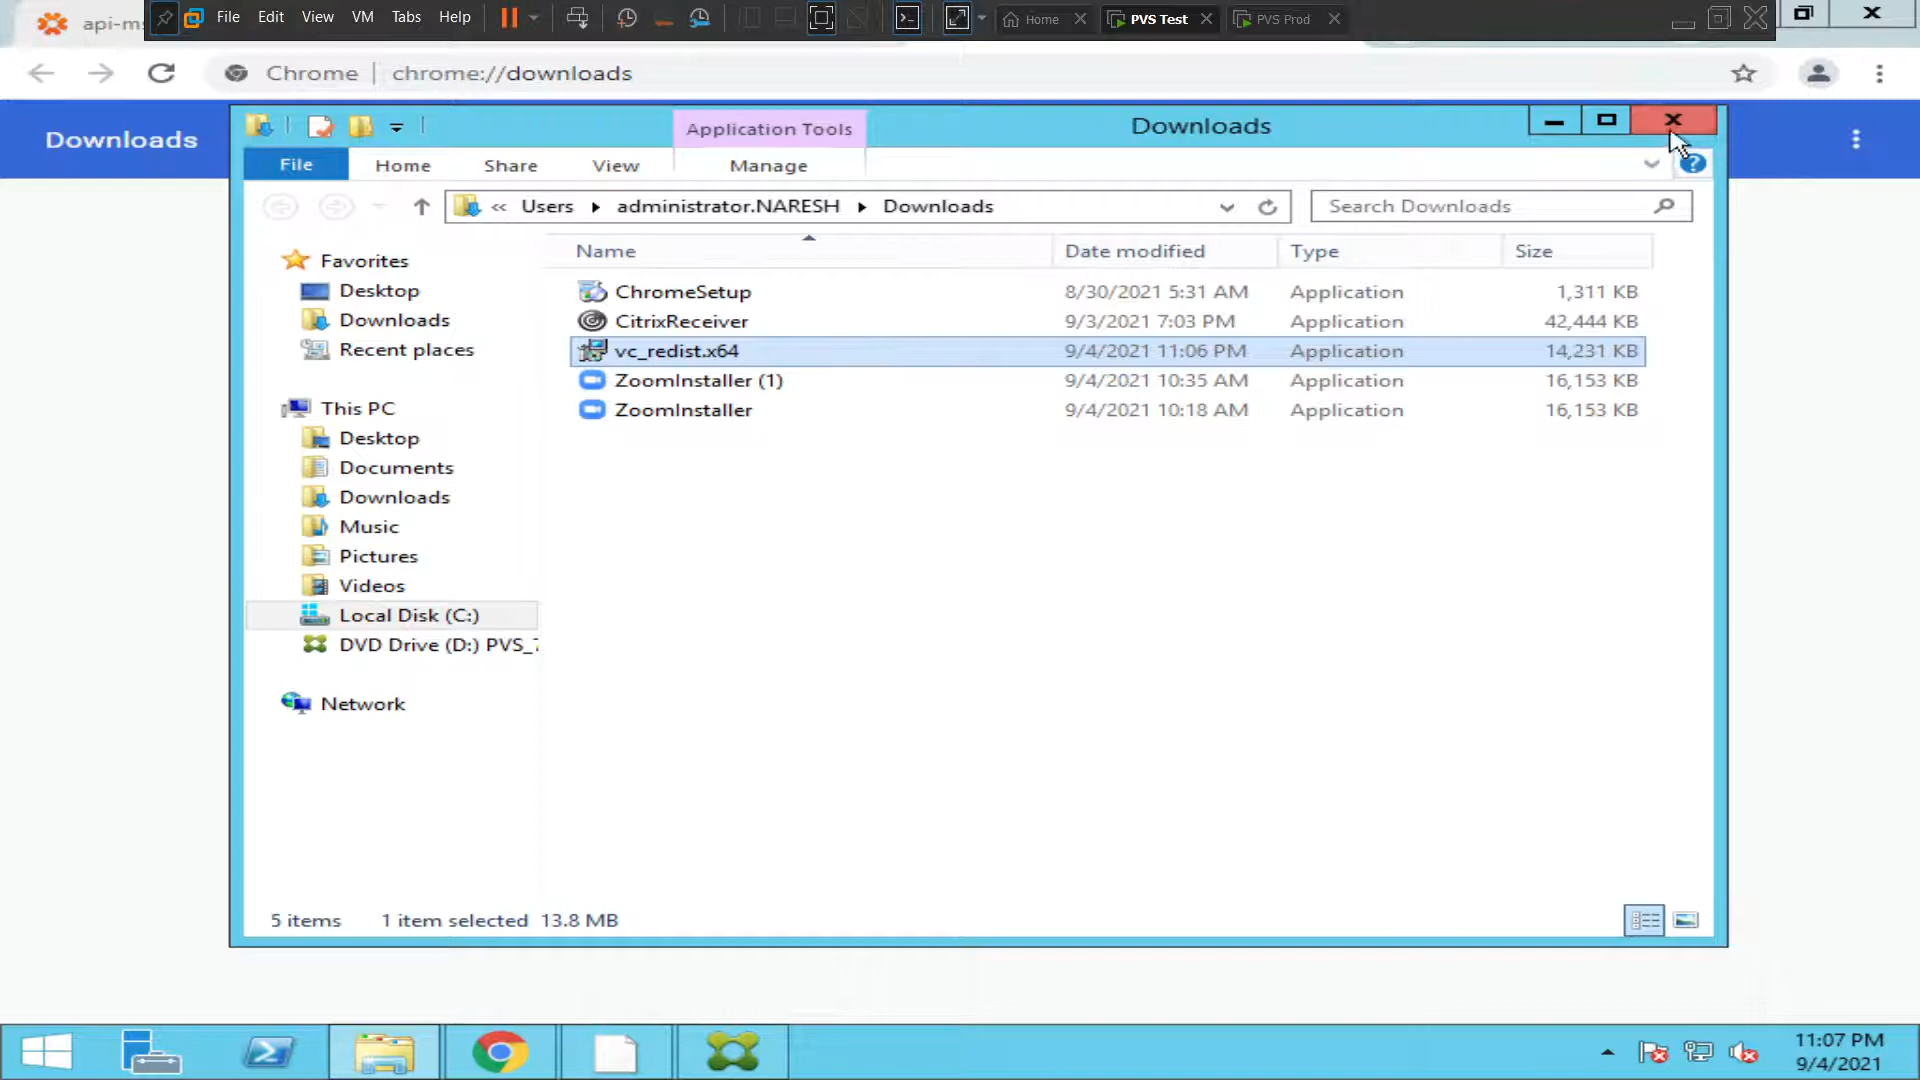 api-ms
File Edit View VM Tabs Help
Home
PVS Test
PVS Prod
Chrome | chrome://downloads
Downloads
Application Tools
Downloads
File Home Share View Manage
« Users ▸ administrator.NARESH ▸ Downloads
Search Downloads
Name Date modified Type Size
Favorites
Desktop
Downloads
Recent places
This PC
Desktop
Documents
Downloads
Music
Pictures
Videos
Local Disk (C:)
DVD Drive (D:) PVS_7
Network
ChromeSetup 8/30/2021 5:31 AM Application 1,311 KB
CitrixReceiver 9/3/2021 7:03 PM Application 42,444 KB
vc_redist.x64 9/4/2021 11:06 PM Application 14,231 KB
ZoomInstaller (1) 9/4/2021 10:35 AM Application 16,153 KB
ZoomInstaller 9/4/2021 10:18 AM Application 16,153 KB
5 items 1 item selected 13.8 MB
11:07 PM
9/4/2021